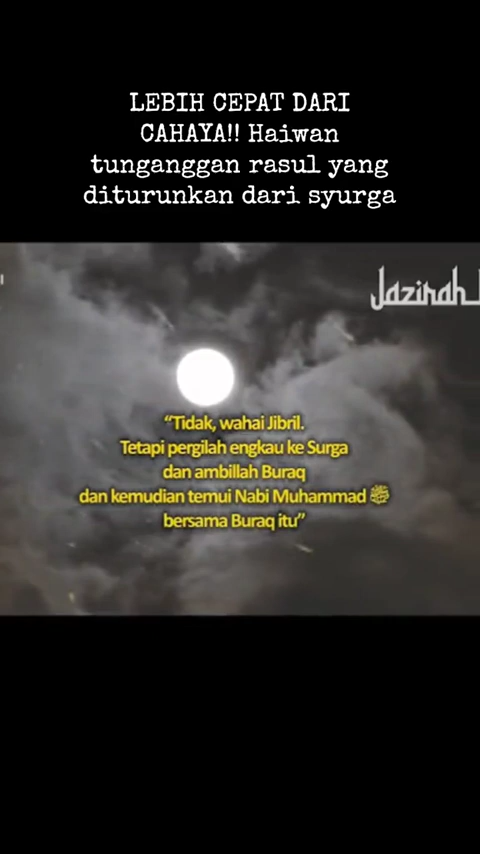 LEBIH CEPAT DARI
CAHAYA!! Haiwan
tunganggan rasul yang
diturunkan dari syurga
Jazirah
“Tidak, wahai Jibril.
Tetapi pergilah engkau ke Surga
dan ambillah Buraq
dan kemudian temui Nabi Muhammad ﷺ
bersama Buraq itu”